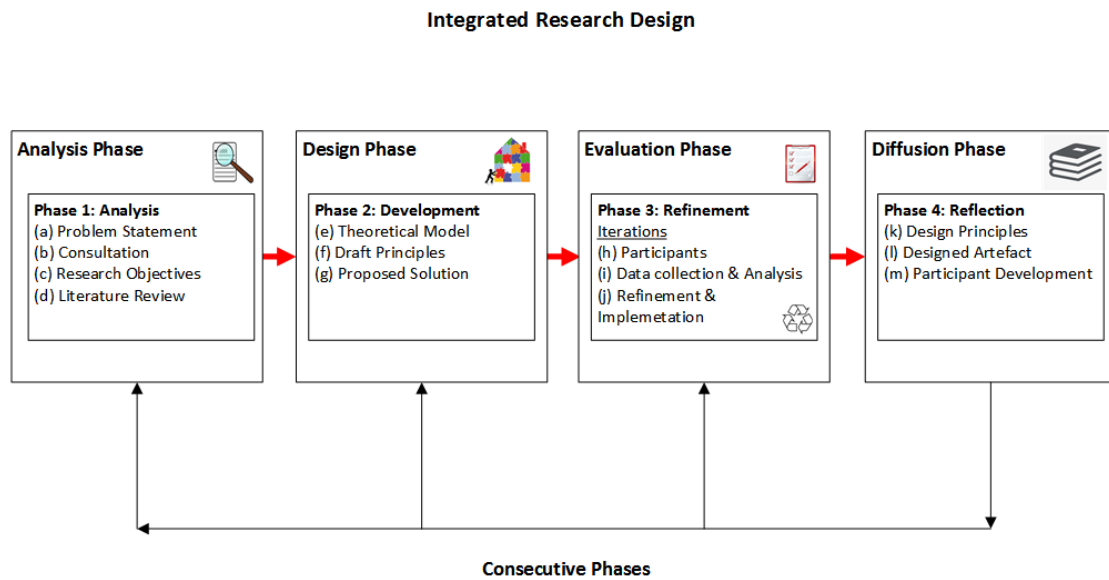 Integrated Research Design
Analysis Phase
Phase 1: Analysis
(a) Problem Statement
(b) Consultation
(c) Research Objectives
(d) Literature Review
Design Phase
Phase 2: Development
(e) Theoretical Model
(f) Draft Principles
(g) Proposed Solution
Evaluation Phase
Phase 3: Refinement
Iterations
(h) Participants
(i) Data collection & Analysis
(j) Refinement &
Implemetation
Diffusion Phase
Phase 4: Reflection
(k) Design Principles
(l) Designed Artefact
(m) Participant Development
Consecutive Phases